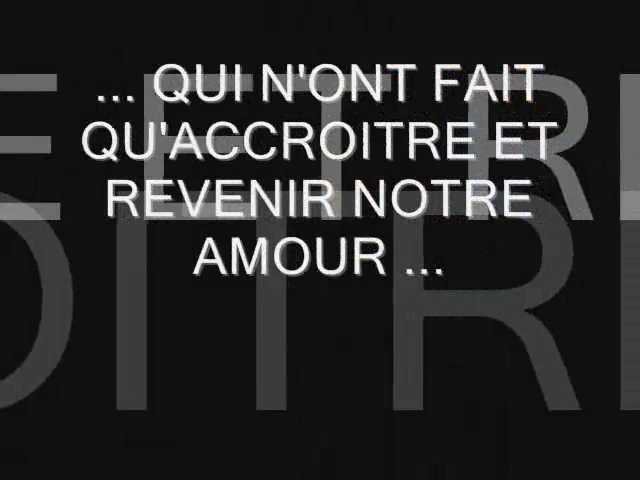 ... QUI N'ONT FAIT
QU'ACCROITRE ET
REVENIR NOTRE
AMOUR ...